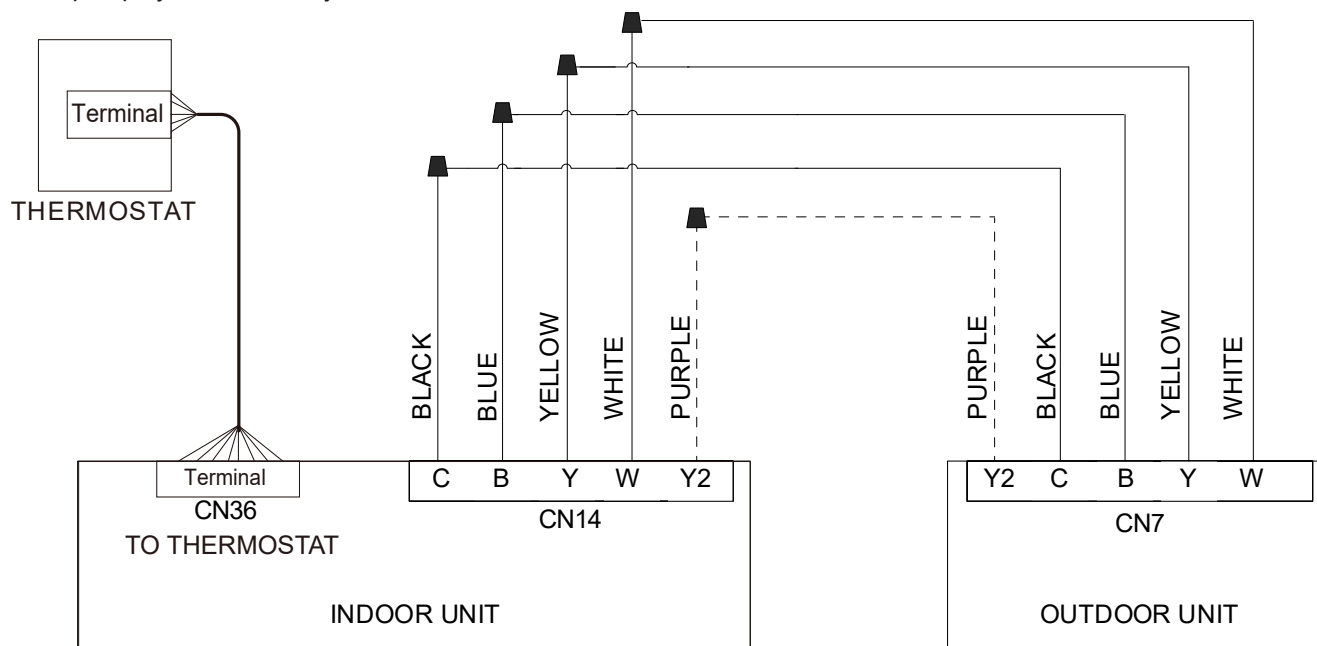 Terminal
THERMOSTAT
BLACK
BLUE
YELLOW
WHITE
PURPLE
PURPLE
BLACK
BLUE
YELLOW
WHITE
Terminal
C B Y W Y2
Y2 C B Y W
CN36
CN14
CN7
TO THERMOSTAT
INDOOR UNIT
OUTDOOR UNIT